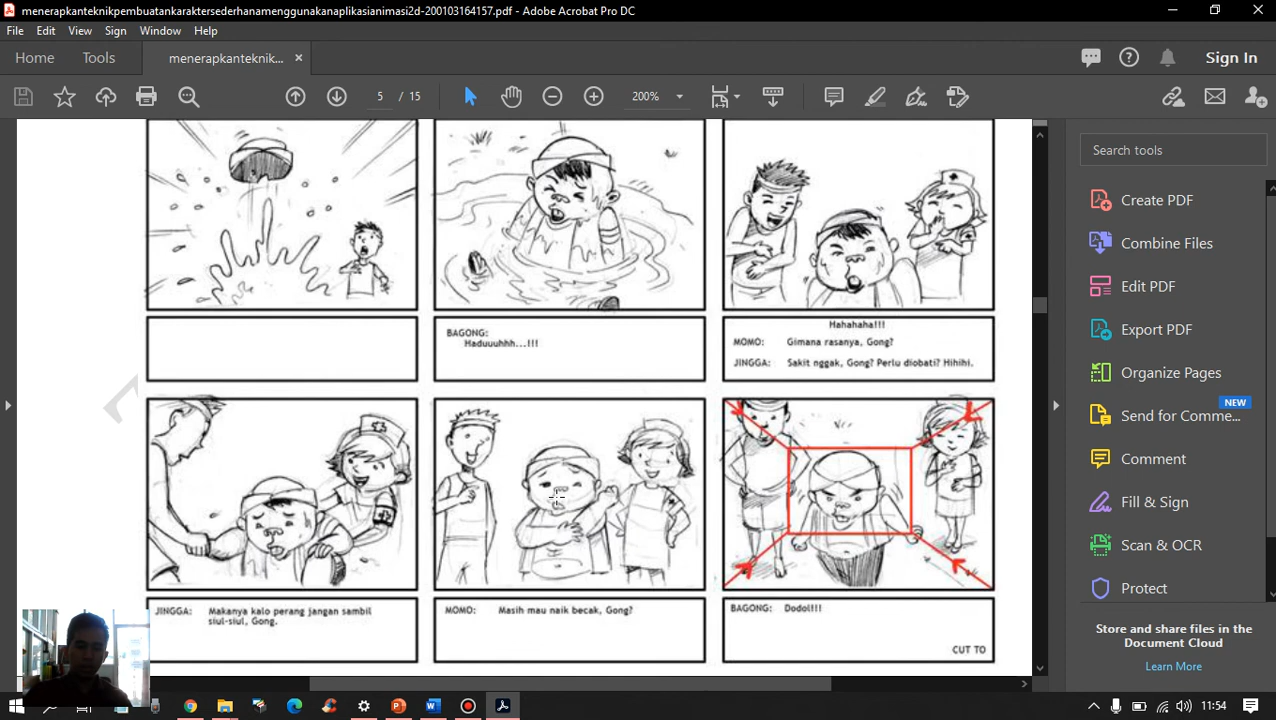 menerapkanteknikpembuatankaraktersederhanamenggunakanaplikasianimasi2d-200103164157.pdf - Adobe Acrobat Pro DC
File Edit View Sign Window Help
Home Tools menerapkanteknik... × Sign In
5 / 15 200%
Search tools
Create PDF
Combine Files
Edit PDF
Export PDF
Organize Pages
Send for Comme... NEW
Comment
Fill & Sign
Scan & OCR
Protect
Store and share files in the
Document Cloud
Learn More
BAGONG:
Haduuuhhh...!!!
Hahahaha!!!
MOMO: Gimana rasanya, Gong?
JINGGA: Sakit nggak, Gong? Perlu diobati? Hihihi.
JINGGA: Makanya kalo perang jangan sambil
siul-siul, Gong.
MOMO: Masih mau naik becak, Gong?
BAGONG: Dodol!!!
CUT TO
11:54